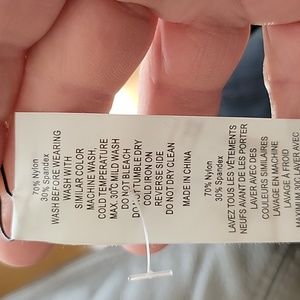 70% Nylon
30% Spandex
WASH BEFORE WEARING
WASH WITH
SIMILAR COLOR
MACHINE WASH,
COLD TEMPERATURE
MAX. 30°C MILD WASH
DO NOT BLEACH
DO NOT TUMBLE DRY
COLD IRON ON
REVERSE SIDE
DO NOT DRY CLEAN
MADE IN CHINA
70% Nylon
30% Spandex
LAVEZ TOUS LES VÊTEMENTS
NEUFS AVANT DE LES PORTER
LAVER AVEC DES
COULEURS SIMILAIRES
LAVAGE EN MACHINE
LAVAGE À FROID
MAXIMUM
LAVER